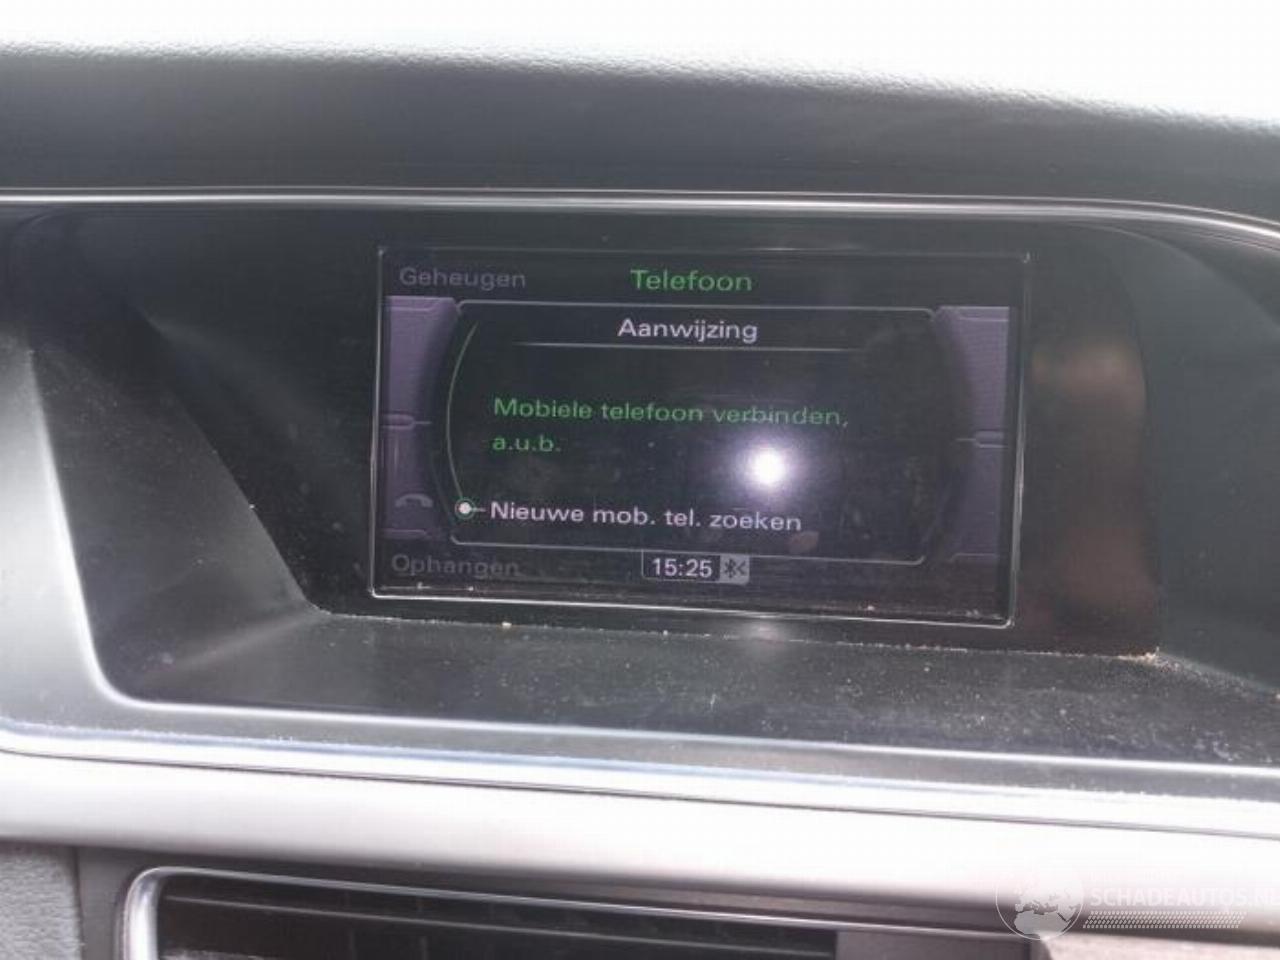 Geheugen Telefoon
Aanwijzing
Mobiele telefoon verbinden,
a.u.b.
Nieuwe mob. tel. zoeken
Ophangen 15:25
SCHADEAUTOS.NL